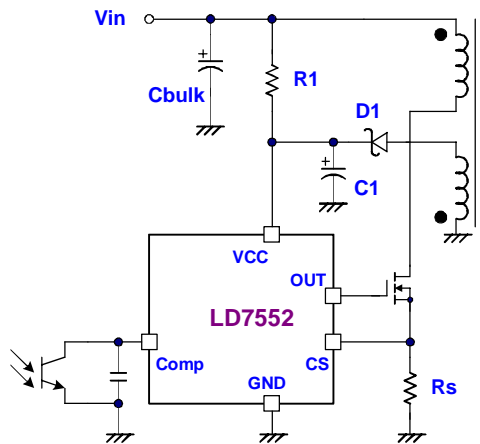 Vin
Cbulk
R1
D1
C1
VCC
OUT
LD7552
Comp
CS
GND
Rs